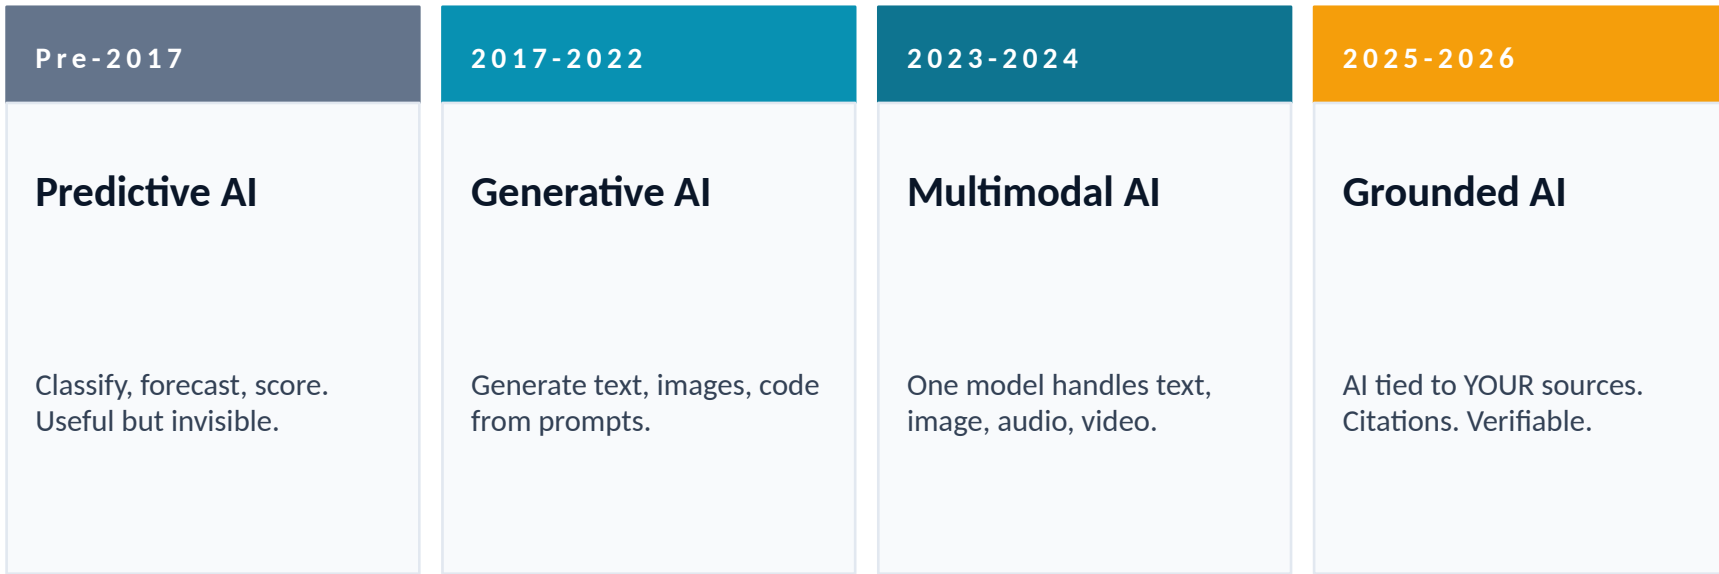 Pre-2017
Predictive AI
Classify, forecast, score.
Useful but invisible.
2017-2022
Generative AI
Generate text, images, code
from prompts.
2023-2024
Multimodal AI
One model handles text,
image, audio, video.
2025-2026
Grounded AI
AI tied to YOUR sources.
Citations. Verifiable.